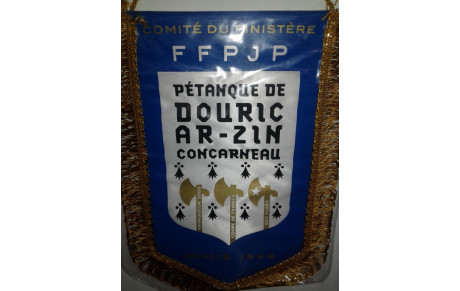 COMITÉ DU FINISTÈRE
FFPJP
PÉTANQUE DE
DOURIC
AR-ZIN
CONCARNEAU